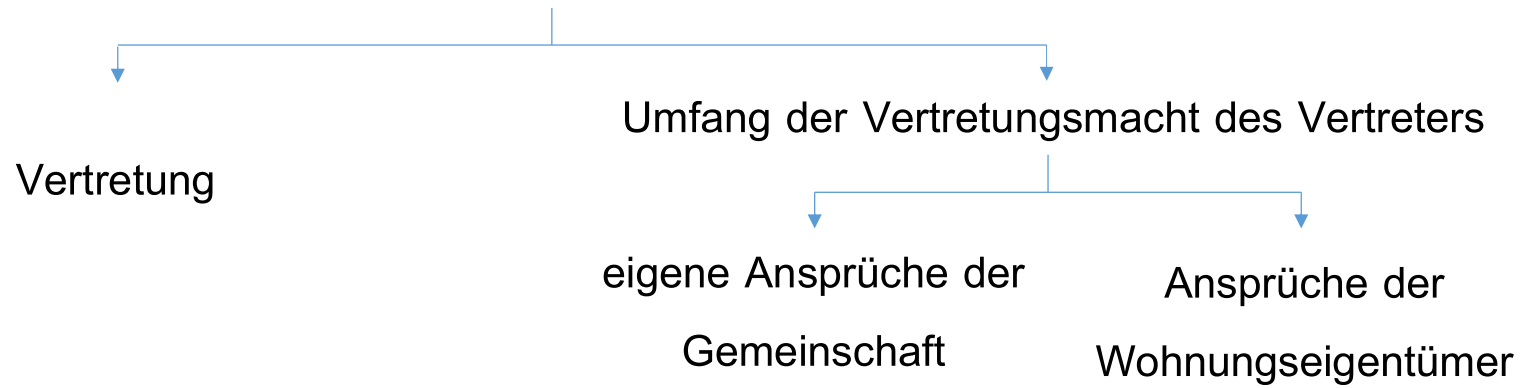 Umfang der Vertretungsmacht des Vertreters
Vertretung
eigene Ansprüche der
Gemeinschaft
Ansprüche der
Wohnungseigentümer